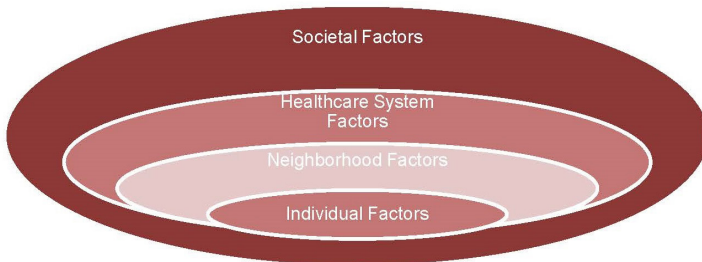 Societal Factors
Healthcare System
Factors
Neighborhood Factors
Individual Factors